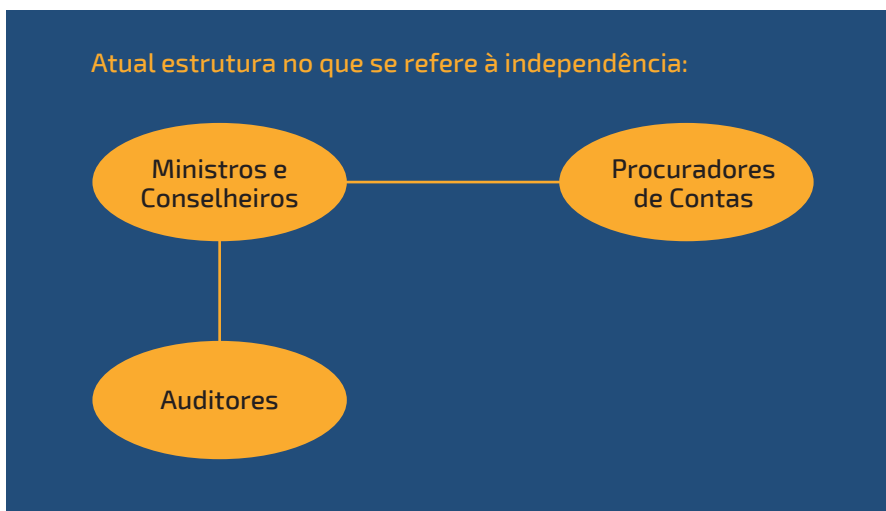 Atual estrutura no que se refere à independência:
Ministros e
Conselheiros
Procuradores
de Contas
Auditores